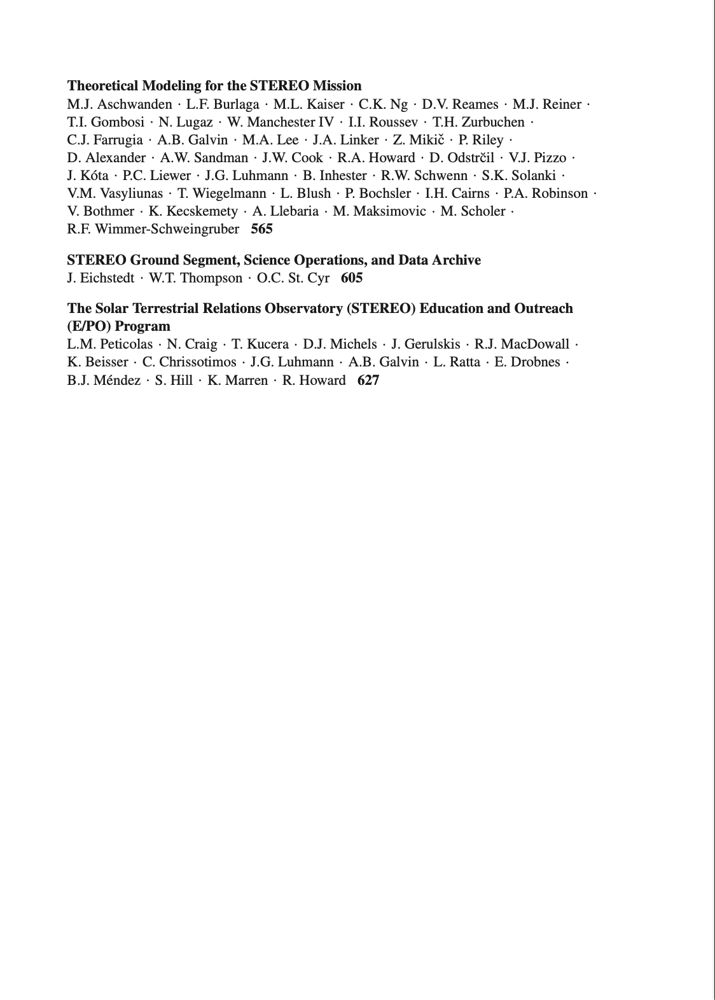 Theoretical Modeling for the STEREO Mission
M.J. Aschwanden · L.F. Burlaga · M.L. Kaiser · C.K. Ng · D.V. Reames · M.J. Reiner ·
T.I. Gombosi · N. Lugaz · W. Manchester IV · I.I. Roussev · T.H. Zurbuchen ·
C.J. Farrugia · A.B. Galvin · M.A. Lee · J.A. Linker · Z. Mikič · P. Riley ·
D. Alexander · A.W. Sandman · J.W. Cook · R.A. Howard · D. Odstrčil · V.J. Pizzo ·
J. Kóta · P.C. Liewer · J.G. Luhmann · B. Inhester · R.W. Schwenn · S.K. Solanki ·
V.M. Vasyliunas · T. Wiegelmann · L. Blush · P. Bochsler · I.H. Cairns · P.A. Robinson ·
V. Bothmer · K. Kecskemety · A. Llebaria · M. Maksimovic · M. Scholer ·
R.F. Wimmer-Schweingruber 565
STEREO Ground Segment, Science Operations, and Data Archive
J. Eichstedt · W.T. Thompson · O.C. St. Cyr 605
The Solar Terrestrial Relations Observatory (STEREO) Education and Outreach
(E/PO) Program
L.M. Peticolas · N. Craig · T. Kucera · D.J. Michels · J. Gerulskis · R.J. MacDowall ·
K. Beisser · C. Chrissotimos · J.G. Luhmann · A.B. Galvin · L. Ratta · E. Drobnes ·
B.J. Méndez · S. Hill · K. Marren · R. Howard 627